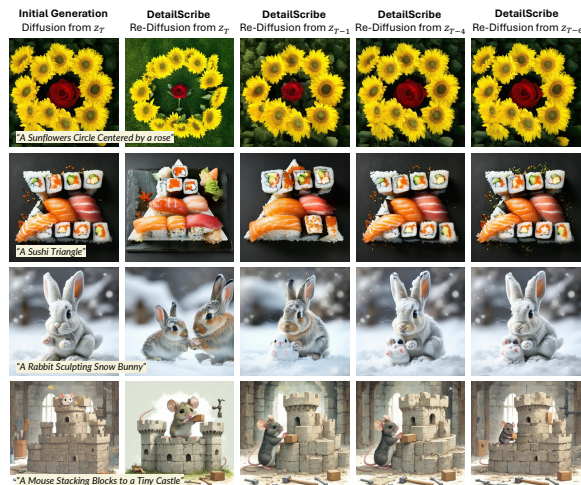 Initial Generation
Diffusion from z_T
DetailScribe
Re-Diffusion from z_T
DetailScribe
Re-Diffusion from z_{T−1}
DetailScribe
Re-Diffusion from z_{T−4}
DetailScribe
Re-Diffusion from z_{T−6}
"A Sunflowers Circle Centered by a rose"
"A Sushi Triangle"
"A Rabbit Sculpting Snow Bunny"
"A Mouse Stacking Blocks to a Tiny Castle"